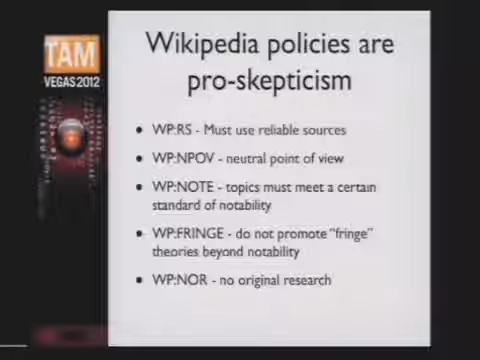 TAM
VEGAS 2012
Wikipedia policies are
pro-skepticism
• WP:RS - Must use reliable sources
• WP:NPOV - neutral point of view
• WP:NOTE - topics must meet a certain
standard of notability
• WP:FRINGE - do not promote "fringe"
theories beyond notability
• WP:NOR - no original research